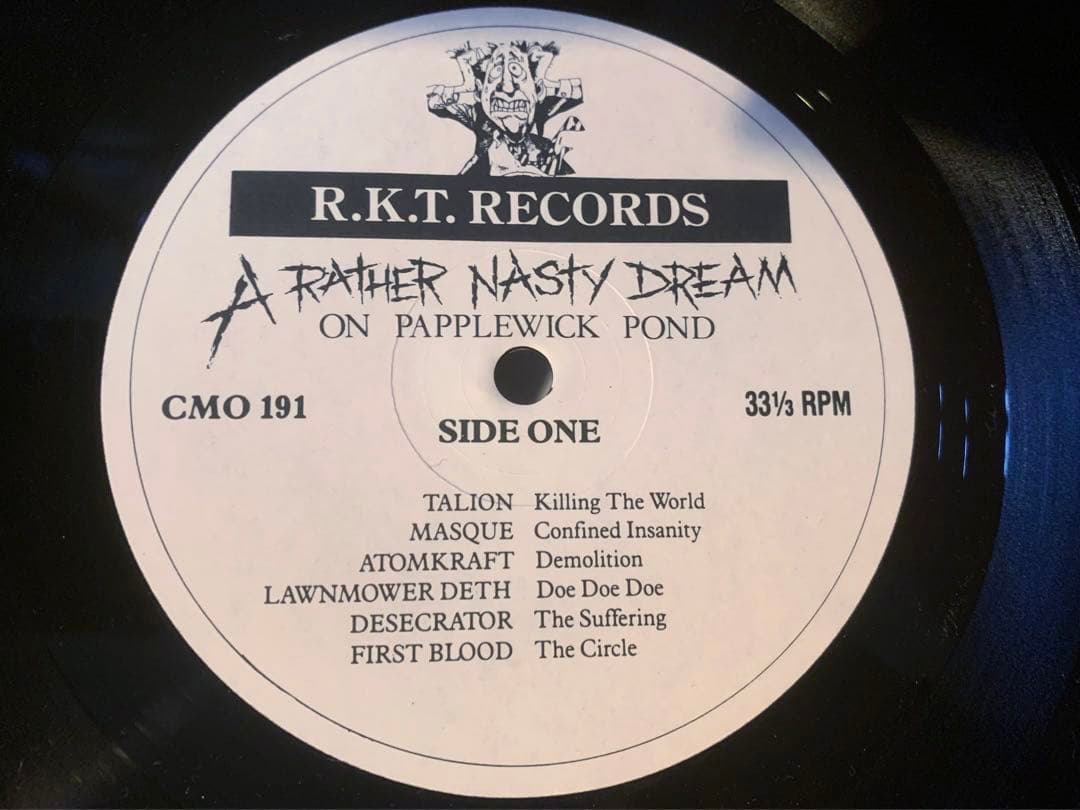 R.K.T. RECORDS
A RATHER NASTY DREAM
ON PAPPLEWICK POND
CMO 191
33⅓ RPM
SIDE ONE
TALION Killing The World
MASQUE Confined Insanity
ATOMKRAFT Demolition
LAWNMOWER DETH Doe Doe Doe
DESECRATOR The Suffering
FIRST BLOOD The Circle